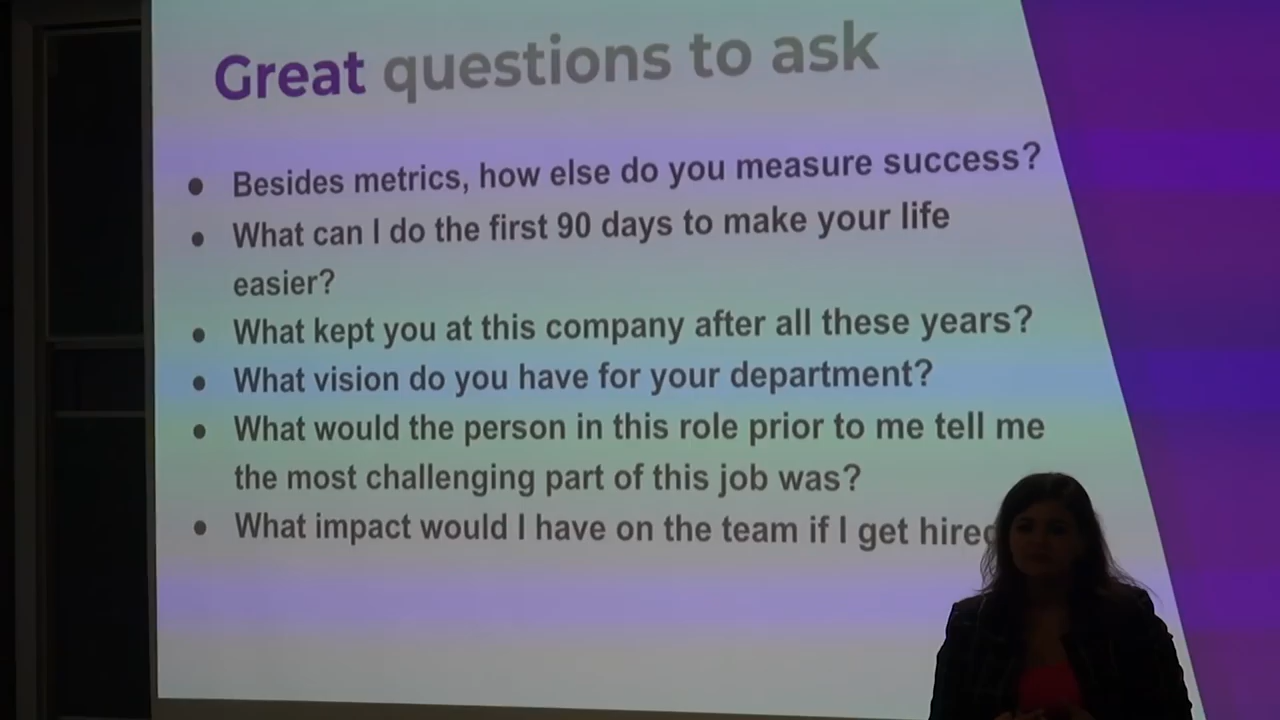 Great questions to ask
• Besides metrics, how else do you measure success?
• What can I do the first 90 days to make your life
easier?
• What kept you at this company after all these years?
• What vision do you have for your department?
• What would the person in this role prior to me tell me
the most challenging part of this job was?
• What impact would I have on the team if I get hired